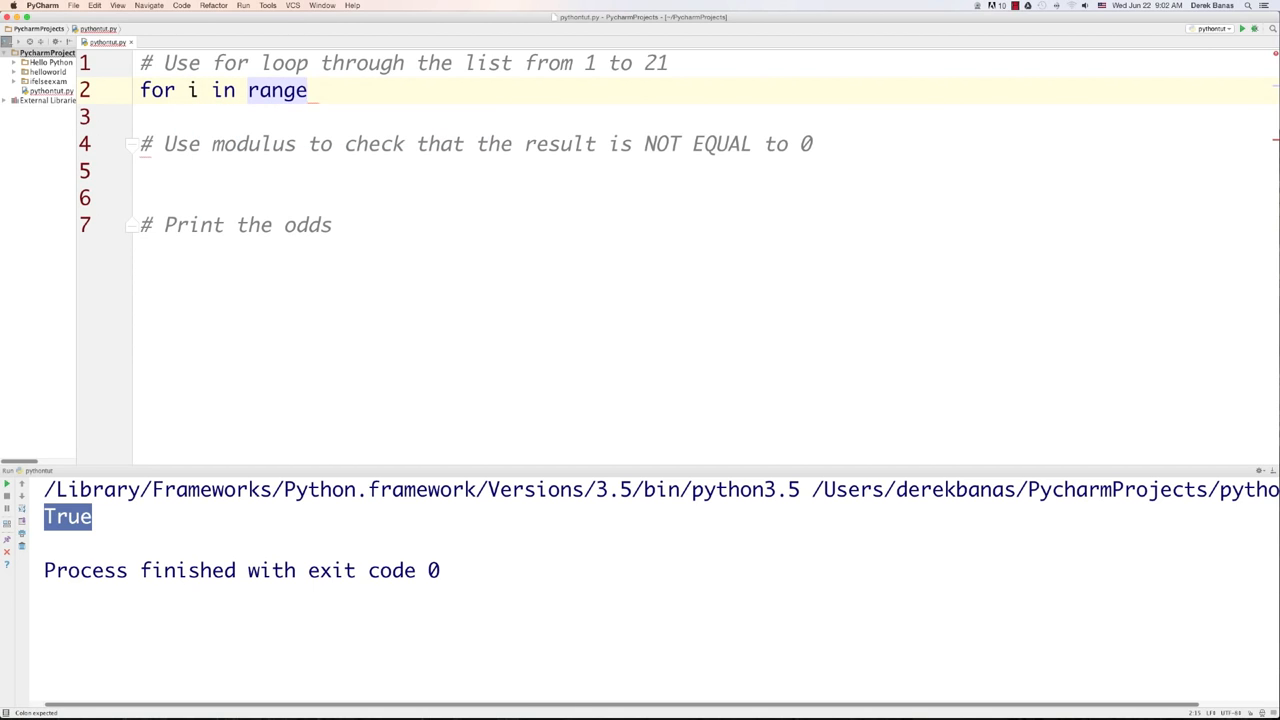 PyCharm File Edit View Navigate Code Refactor Run Tools VCS Window Help 10 Wed Jun 22 9:02 AM Derek Banas
pythontut.py - PycharmProjects - [~/PycharmProjects]
PycharmProjects pythontut.py pythontut
pythontut.py
PycharmProject
Hello Python
helloworld
ifelseexam
pythontut.py
External Librarie
1 # Use for loop through the list from 1 to 21
2 for i in range
3
4 # Use modulus to check that the result is NOT EQUAL to 0
5
6
7 # Print the odds
Run pythontut
/Library/Frameworks/Python.framework/Versions/3.5/bin/python3.5 /Users/derekbanas/PycharmProjects/pytho
True
Process finished with exit code 0
Colon expected. 2:15 LF÷ UTF-8÷